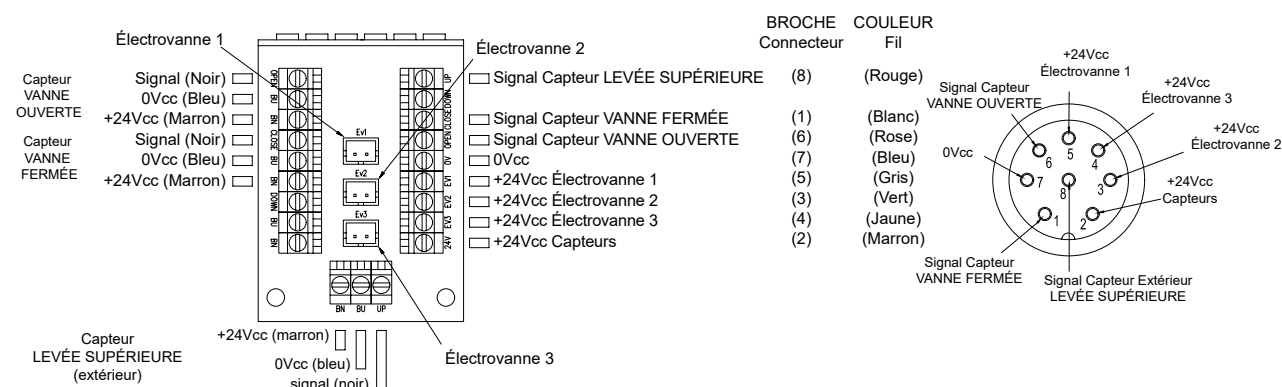 BROCHE COULEUR
Connecteur Fil
Électrovanne 1
Électrovanne 2
Capteur
VANNE
OUVERTE
Signal (Noir)
0Vcc (Bleu)
+24Vcc (Marron)
Capteur
VANNE
FERMÉE
Signal (Noir)
0Vcc (Bleu)
+24Vcc (Marron)
OPEN
BU
BN
CLOSE
BU
BN
DOWN
BU
BN
Ev1
Ev2
Ev3
UP
DOWN
CLOSE
OPEN
0V
EV1
EV2
EV3
24V
Signal Capteur LEVÉE SUPÉRIEURE (8) (Rouge)
Signal Capteur VANNE FERMÉE (1) (Blanc)
Signal Capteur VANNE OUVERTE (6) (Rose)
0Vcc (7) (Bleu)
+24Vcc Électrovanne 1 (5) (Gris)
+24Vcc Électrovanne 2 (3) (Vert)
+24Vcc Électrovanne 3 (4) (Jaune)
+24Vcc Capteurs (2) (Marron)
BN BU UP
Capteur
LEVÉE SUPÉRIEURE
(extérieur)
+24Vcc (marron)
0Vcc (bleu)
signal (noir)
Électrovanne 3
+24Vcc
Électrovanne 1
Signal Capteur
VANNE OUVERTE
+24Vcc
Électrovanne 3
+24Vcc
Électrovanne 2
0Vcc
+24Vcc
Capteurs
6
5
4
7
8
3
1
2
Signal Capteur
VANNE FERMÉE
Signal Capteur Extérieur
LEVÉE SUPÉRIEURE